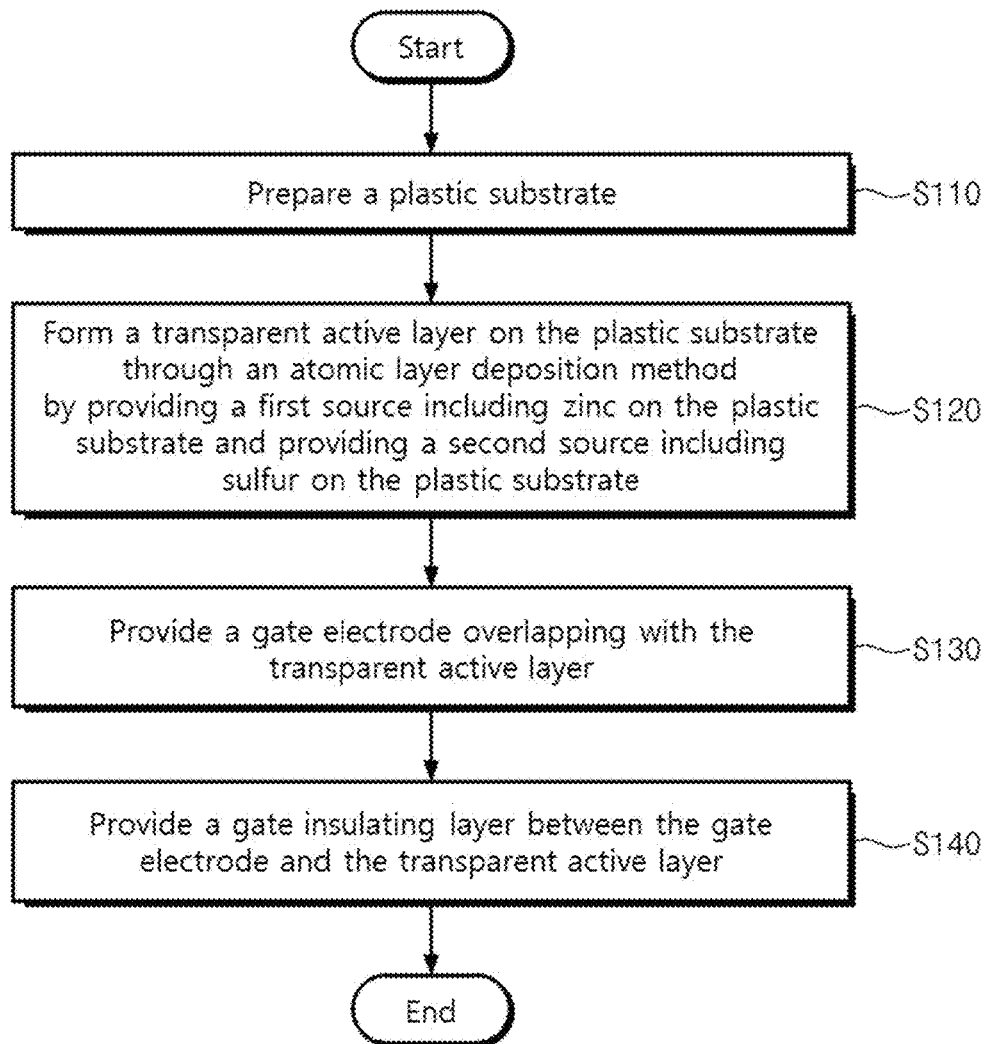 Start
Prepare a plastic substrate
S110
Form a transparent active layer on the plastic substrate
through an atomic layer deposition method
by providing a first source including zinc on the plastic
substrate and providing a second source including
sulfur on the plastic substrate
S120
Provide a gate electrode overlapping with the
transparent active layer
S130
Provide a gate insulating layer between the gate
electrode and the transparent active layer
S140
End